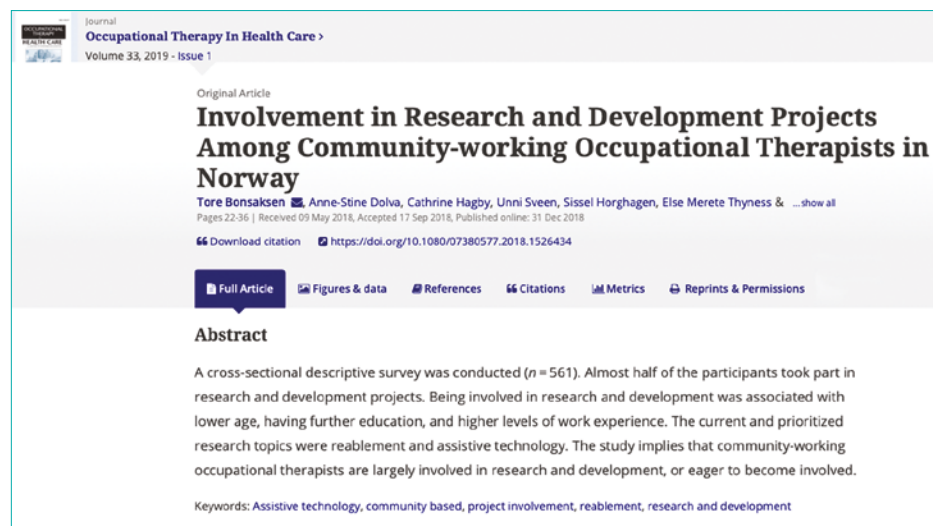 OCCUPATIONAL
THERAPY
HEALTH CARE
Journal
Occupational Therapy In Health Care ›
Volume 33, 2019 - Issue 1
Original Article
Involvement in Research and Development Projects
Among Community-working Occupational Therapists in
Norway
Tore Bonsaksen, Anne-Stine Dolva, Cathrine Hagby, Unni Sveen, Sissel Horghagen, Else Merete Thyness & ...show all
Pages 22-36 | Received 09 May 2018, Accepted 17 Sep 2018, Published online: 31 Dec 2018
Download citation https://doi.org/10.1080/07380577.2018.1526434
Full Article Figures & data References Citations Metrics Reprints & Permissions
Abstract
A cross-sectional descriptive survey was conducted (n = 561). Almost half of the participants took part in
research and development projects. Being involved in research and development was associated with
lower age, having further education, and higher levels of work experience. The current and prioritized
research topics were reablement and assistive technology. The study implies that community-working
occupational therapists are largely involved in research and development, or eager to become involved.
Keywords: Assistive technology, community based, project involvement, reablement, research and development